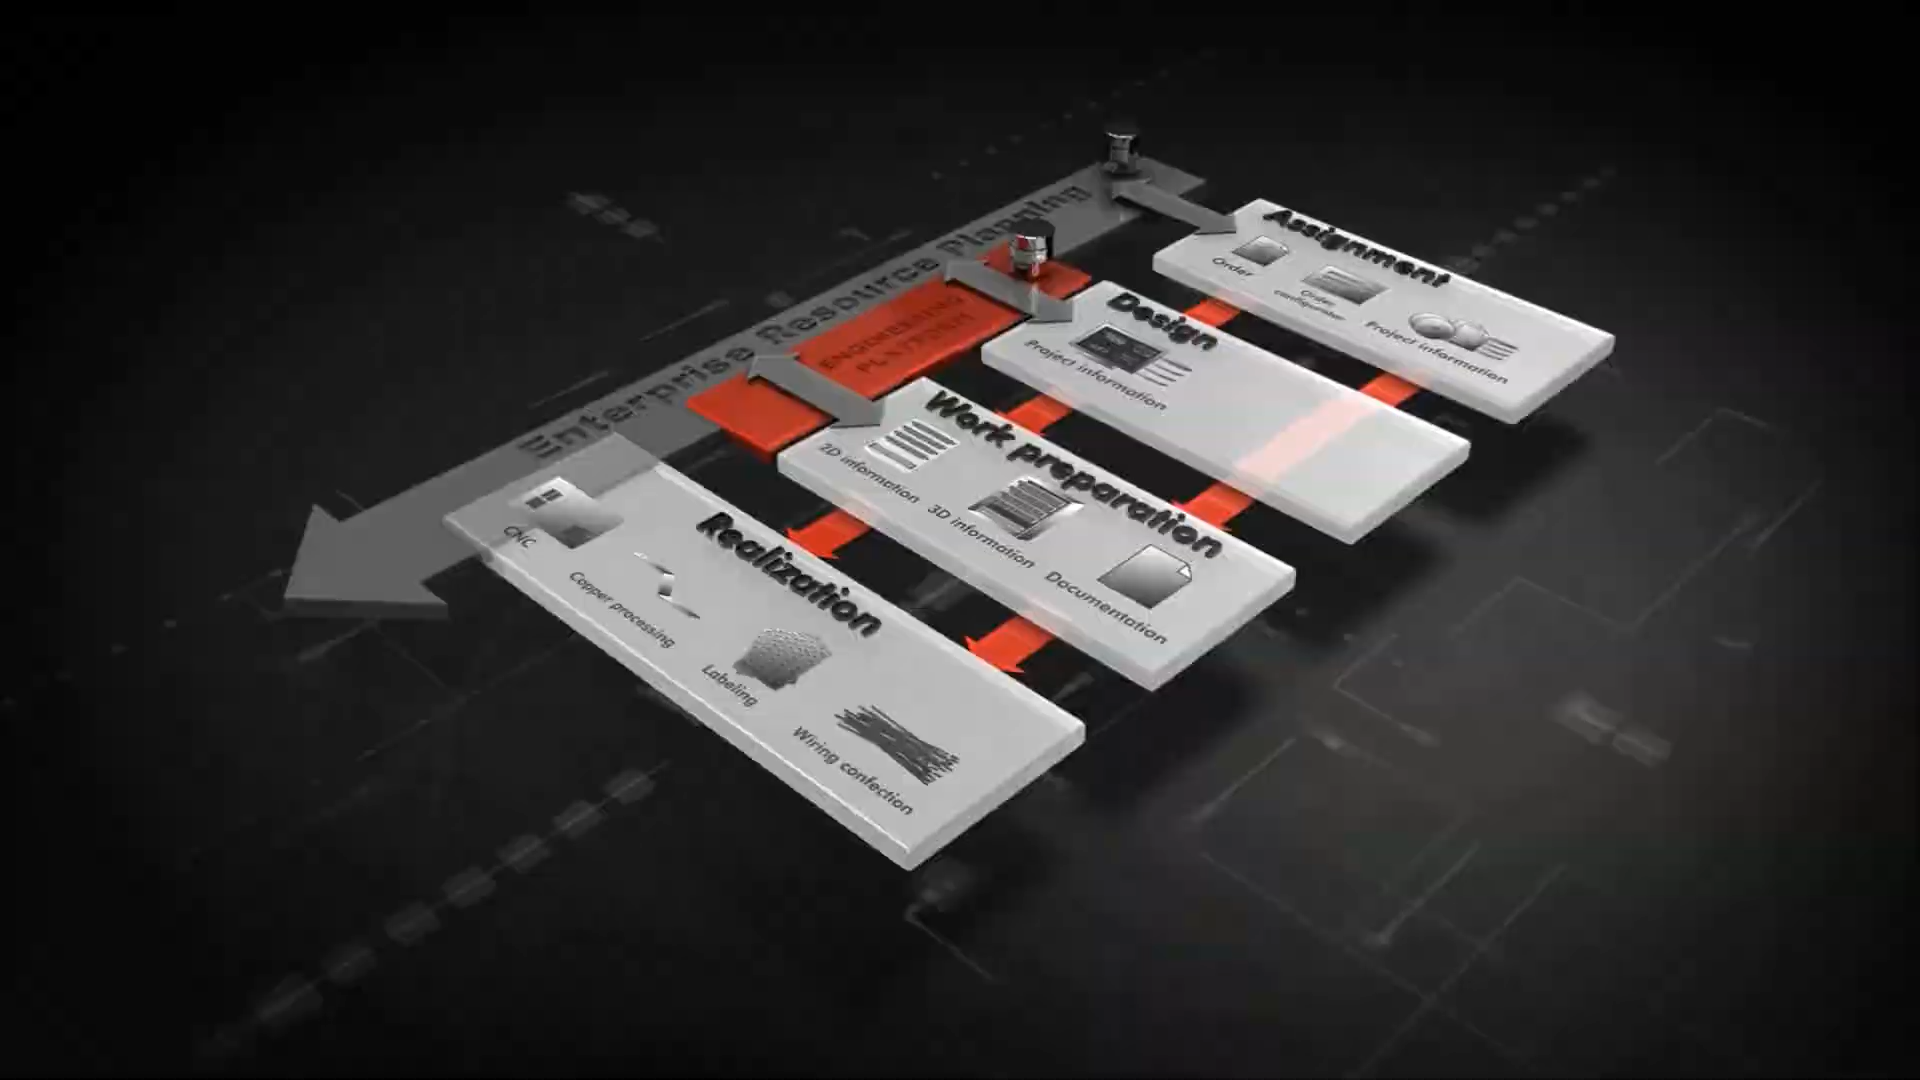 Enterprise Resource Planning
ENGINEERING
PLATFORM
Assignment
Order
Order
configurator
Project information
Design
Project information
Work preparation
2D information
3D information
Documentation
Realization
CNC
Copper processing
Labeling
Wiring confection